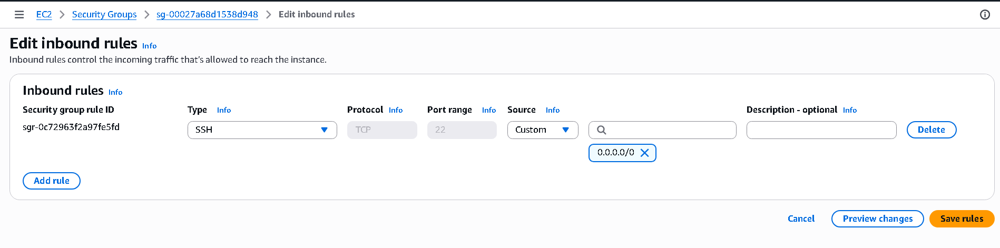 EC2 > Security Groups > sg-00027a68d1538d948 > Edit inbound rules
Edit inbound rules Info
Inbound rules control the incoming traffic that's allowed to reach the instance.
Inbound rules Info
Security group rule ID Type Info Protocol Info Port range Info Source Info Description - optional Info
sgr-0c72963f2a97fe5fd SSH TCP 22 Custom Delete
0.0.0.0/0
Add rule
Cancel Preview changes Save rules